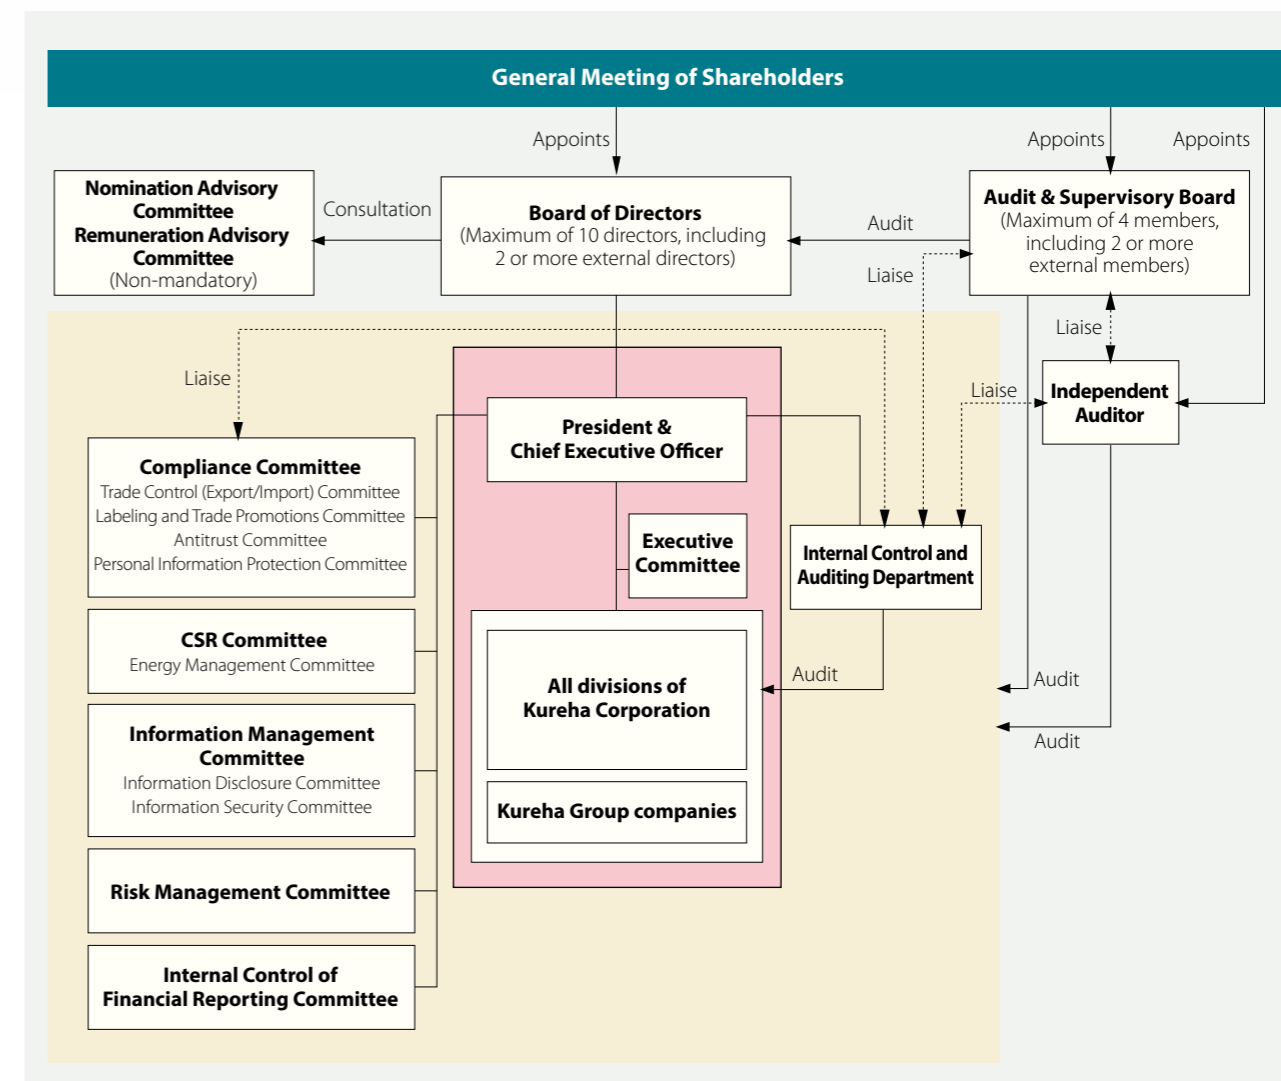 General Meeting of Shareholders
Appoints
Appoints
Appoints
Nomination Advisory
Committee
Remuneration Advisory
Committee
(Non-mandatory)
Consultation
Board of Directors
(Maximum of 10 directors, including
2 or more external directors)
Audit
Liaise
Audit & Supervisory Board
(Maximum of 4 members,
including 2 or more
external members)
Liaise
Liaise
Independent
Auditor
Liaise
President &
Chief Executive Officer
Compliance Committee
Trade Control (Export/Import) Committee
Labeling and Trade Promotions Committee
Antitrust Committee
Personal Information Protection Committee
Executive
Committee
Internal Control and
Auditing Department
CSR Committee
Energy Management Committee
All divisions of
Kureha Corporation
Audit
Audit
Audit
Information Management
Committee
Information Disclosure Committee
Information Security Committee
Kureha Group companies
Risk Management Committee
Internal Control of
Financial Reporting Committee